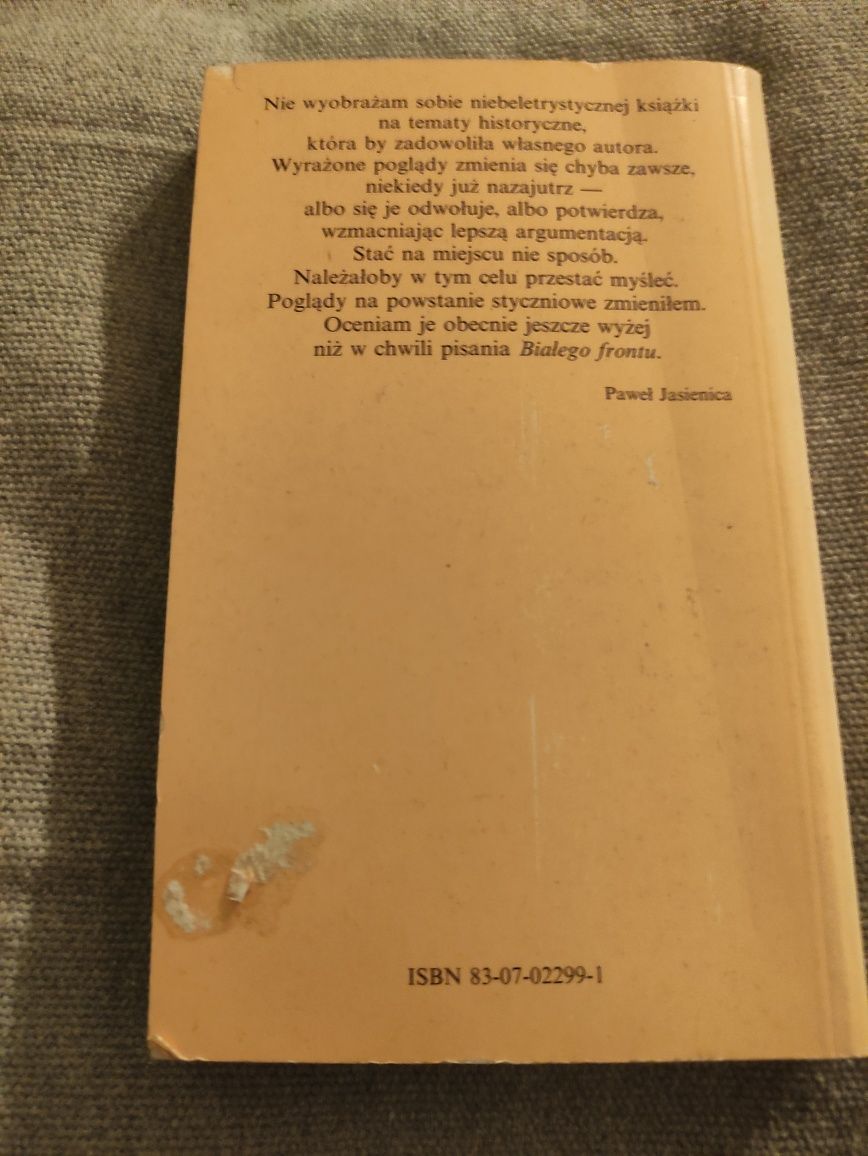 Nie wyobrażam sobie niebeletrystycznej książki
na tematy historyczne,
która by zadowoliła własnego autora.
Wyrażone poglądy zmienia się chyba zawsze,
niekiedy już nazajutrz —
albo się je odwołuje, albo potwierdza,
wzmacniając lepszą argumentacją.
Stać na miejscu nie sposób.
Należałoby w tym celu przestać myśleć.
Poglądy na powstanie styczniowe zmieniłem.
Oceniam je obecnie jeszcze wyżej
niż w chwili pisania Białego frontu.
Paweł Jasienica
ISBN 83-07-02299-1